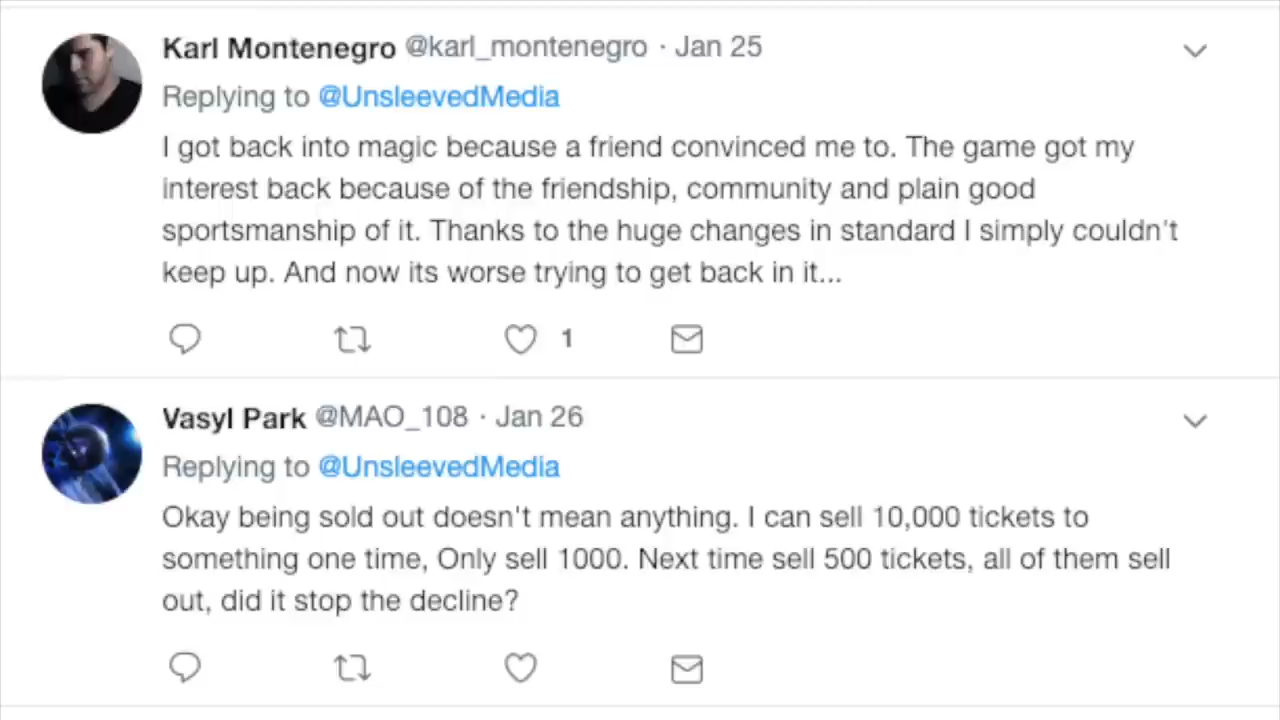 Karl Montenegro @karl_montenegro · Jan 25
Replying to @UnsleevedMedia
I got back into magic because a friend convinced me to. The game got my
interest back because of the friendship, community and plain good
sportsmanship of it. Thanks to the huge changes in standard I simply couldn't
keep up. And now its worse trying to get back in it...
1
Vasyl Park @MAO_108 · Jan 26
Replying to @UnsleevedMedia
Okay being sold out doesn't mean anything. I can sell 10,000 tickets to
something one time, Only sell 1000. Next time sell 500 tickets, all of them sell
out, did it stop the decline?